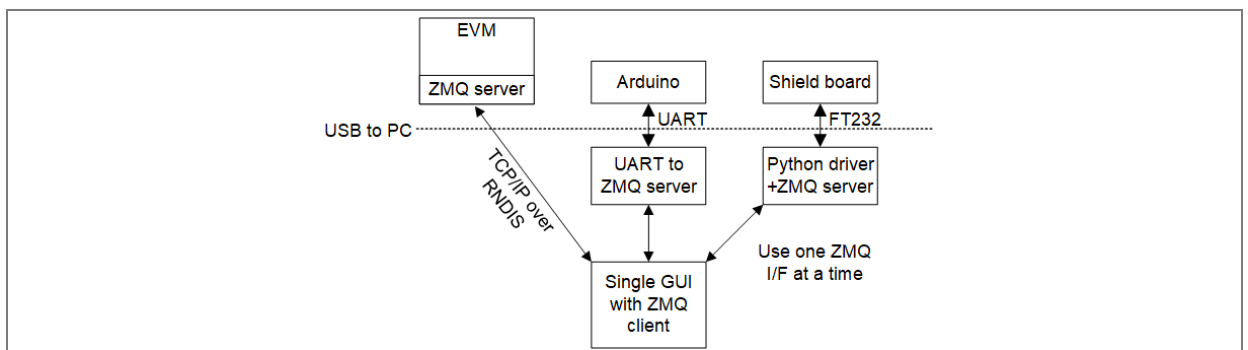 EVM
ZMQ server
Arduino
Shield board
UART
FT232
USB to PC
TCP/IP over
RNDIS
UART to
ZMQ server
Python driver
+ZMQ server
Use one ZMQ
I/F at a time
Single GUI
with ZMQ
client